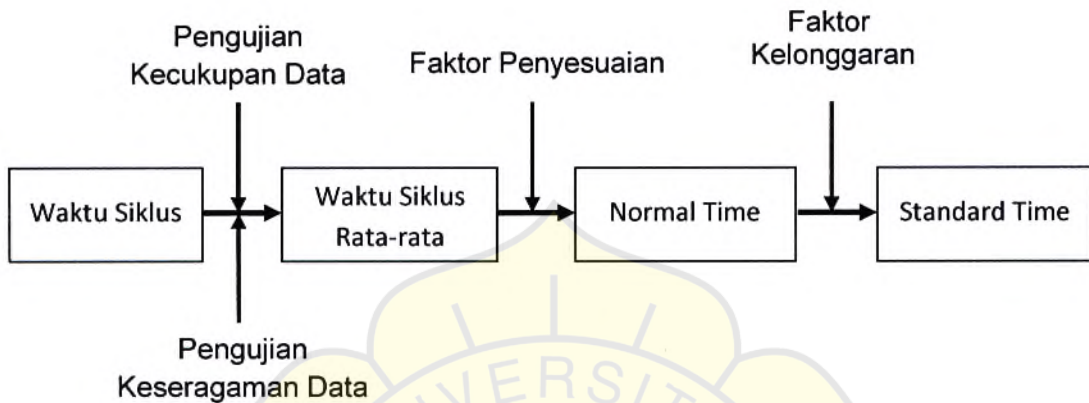 Pengujian
Kecukupan Data
Faktor Penyesuaian
Faktor
Kelonggaran
Waktu Siklus
Waktu Siklus
Rata-rata
Normal Time
Standard Time
Pengujian
Keseragaman Data